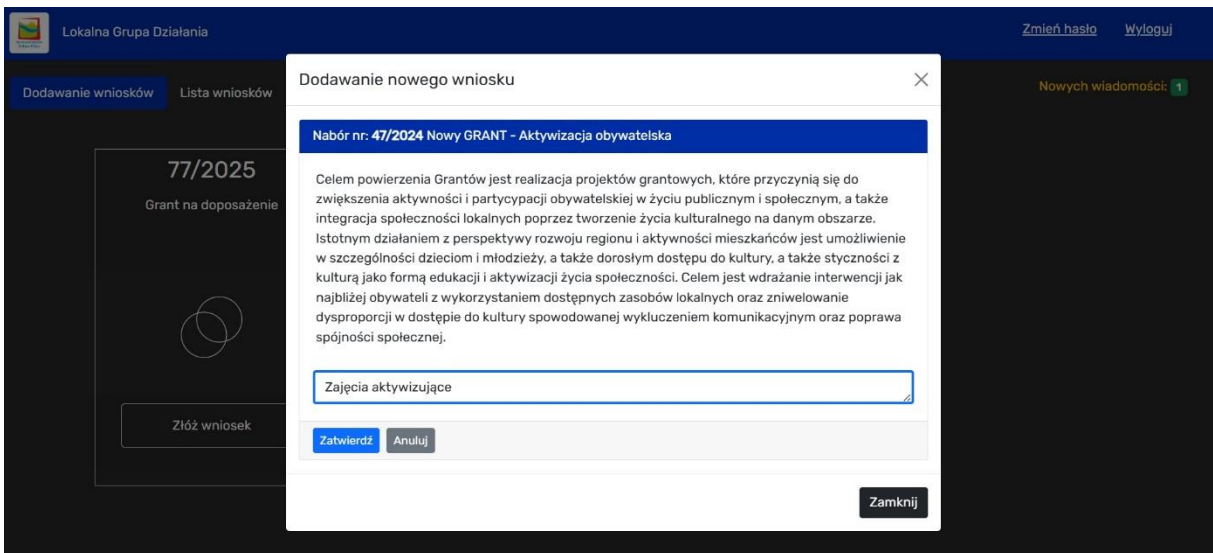 Lokalna Grupa Działania
Zmień hasło Wyloguj
Dodawanie wniosków Lista wniosków
Nowych wiadomości: 1
77/2025
Grant na doposażenie
Złóż wniosek
Dodawanie nowego wniosku
Nabór nr: 47/2024 Nowy GRANT - Aktywizacja obywatelska
Celem powierzenia Grantów jest realizacja projektów grantowych, które przyczynią się do
zwiększenia aktywności i partycypacji obywatelskiej w życiu publicznym i społecznym, a także
integracja społeczności lokalnych poprzez tworzenie życia kulturalnego na danym obszarze.
Istotnym działaniem z perspektywy rozwoju regionu i aktywności mieszkańców jest umożliwienie
w szczególności dzieciom i młodzieży, a także dorosłym dostępu do kultury, a także styczności z
kulturą jako formą edukacji i aktywizacji życia społeczności. Celem jest wdrażanie interwencji jak
najbliżej obywateli z wykorzystaniem dostępnych zasobów lokalnych oraz zniwelowanie
dysproporcji w dostępie do kultury spowodowanej wykluczeniem komunikacyjnym oraz poprawa
spójności społecznej.
Zajęcia aktywizujące
Zatwierdź Anuluj
Zamknij